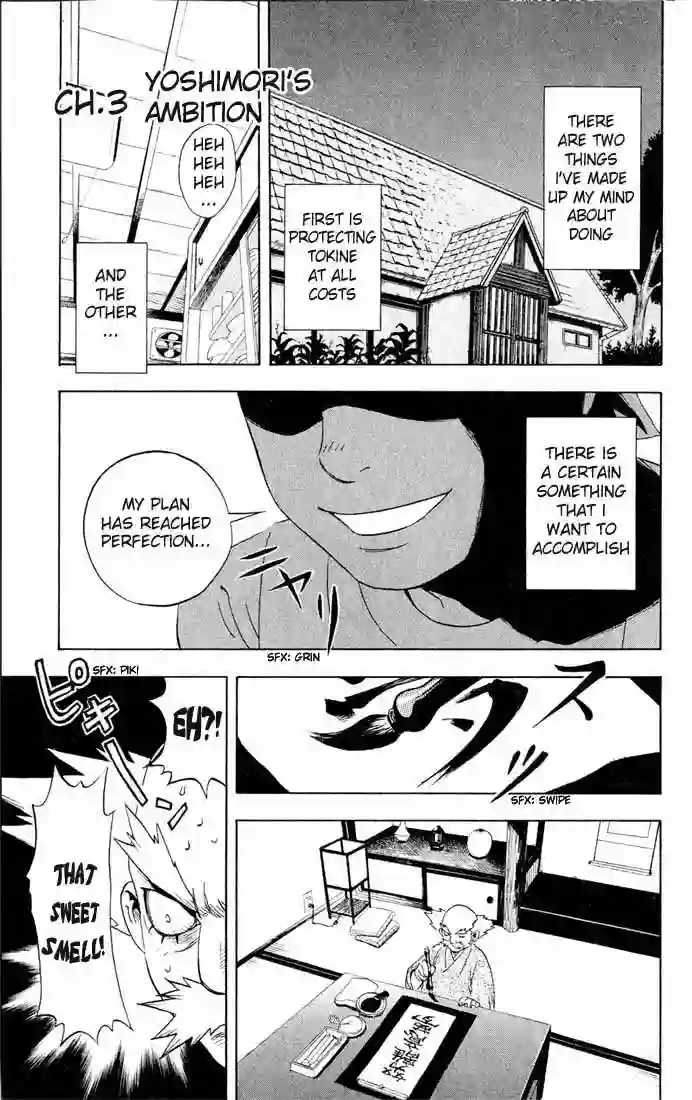 CH.3 YOSHIMORI'S
AMBITION
THERE
ARE TWO
THINGS
I'VE MADE
UP MY MIND
ABOUT
DOING
FIRST IS
PROTECTING
TOKINE
AT ALL
COSTS
HEH
HEH
HEH
...
AND
THE
OTHER
...
THERE IS
A CERTAIN
SOMETHING
THAT I
WANT TO
ACCOMPLISH
MY PLAN
HAS REACHED
PERFECTION...
ニヤッ
SFX: GRIN
スッ
SFX: SWIPE
ピキーン
SFX: PIKI
EH?!
THAT
SWEET
SMELL!